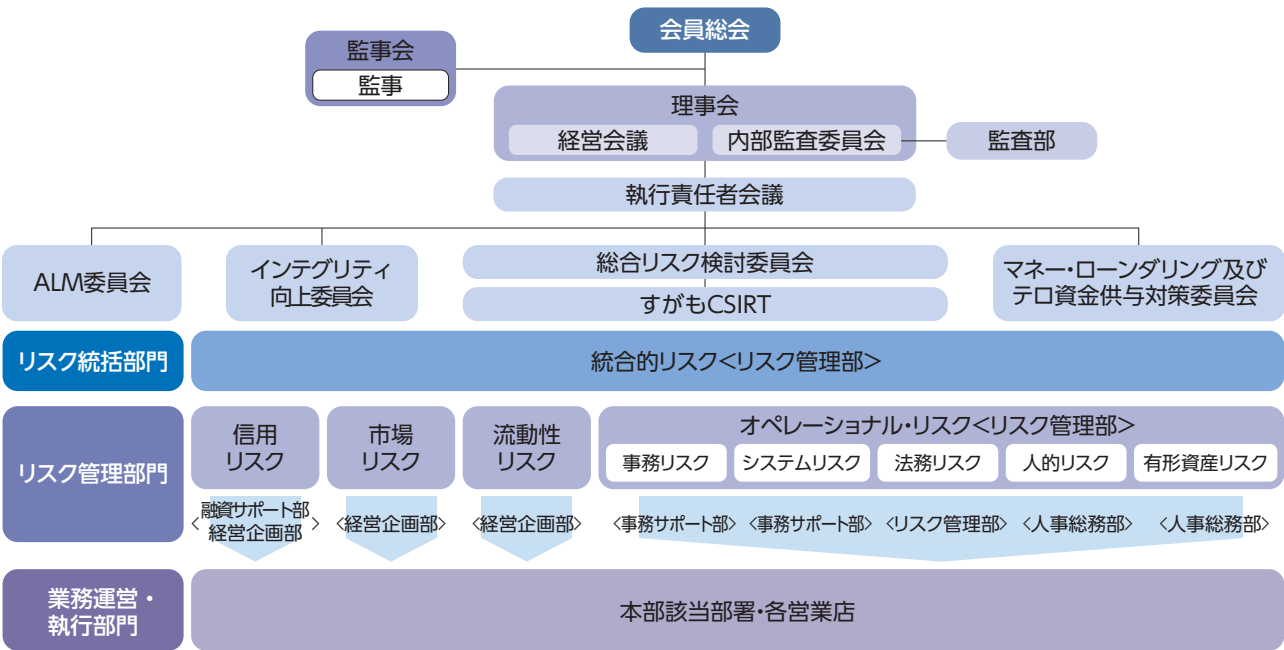 会員総会
監事会
監事
理事会
経営会議
内部監査委員会
監査部
執行責任者会議
ALM委員会
インテグリティ
向上委員会
総合リスク検討委員会
すがもCSIRT
マネー・ローンダリング及び
テロ資金供与対策委員会
リスク統括部門
統合的リスク<リスク管理部>
リスク管理部門
信用
リスク
市場
リスク
流動性
リスク
オペレーショナル・リスク<リスク管理部>
事務リスク
システムリスク
法務リスク
人的リスク
有形資産リスク
<融資サポート部
経営企画部>
<経営企画部>
<経営企画部>
<事務サポート部>
<事務サポート部>
<リスク管理部>
<人事総務部>
<人事総務部>
業務運営・
執行部門
本部該当部署・各営業店